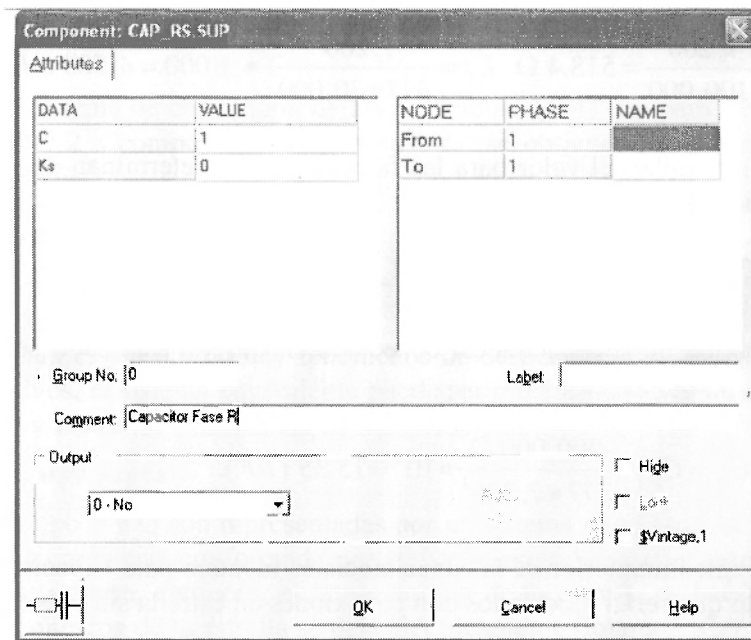 Component: CAP_RS.SUP
Attributes
DATA VALUE
C 1
Ks 0
NODE PHASE NAME
From 1
To 1
Group No: 0
Label:
Comment: Capacitor Fase R
Output
0 - No
Hide
Lock
$Vintage,1
OK
Cancel
Help